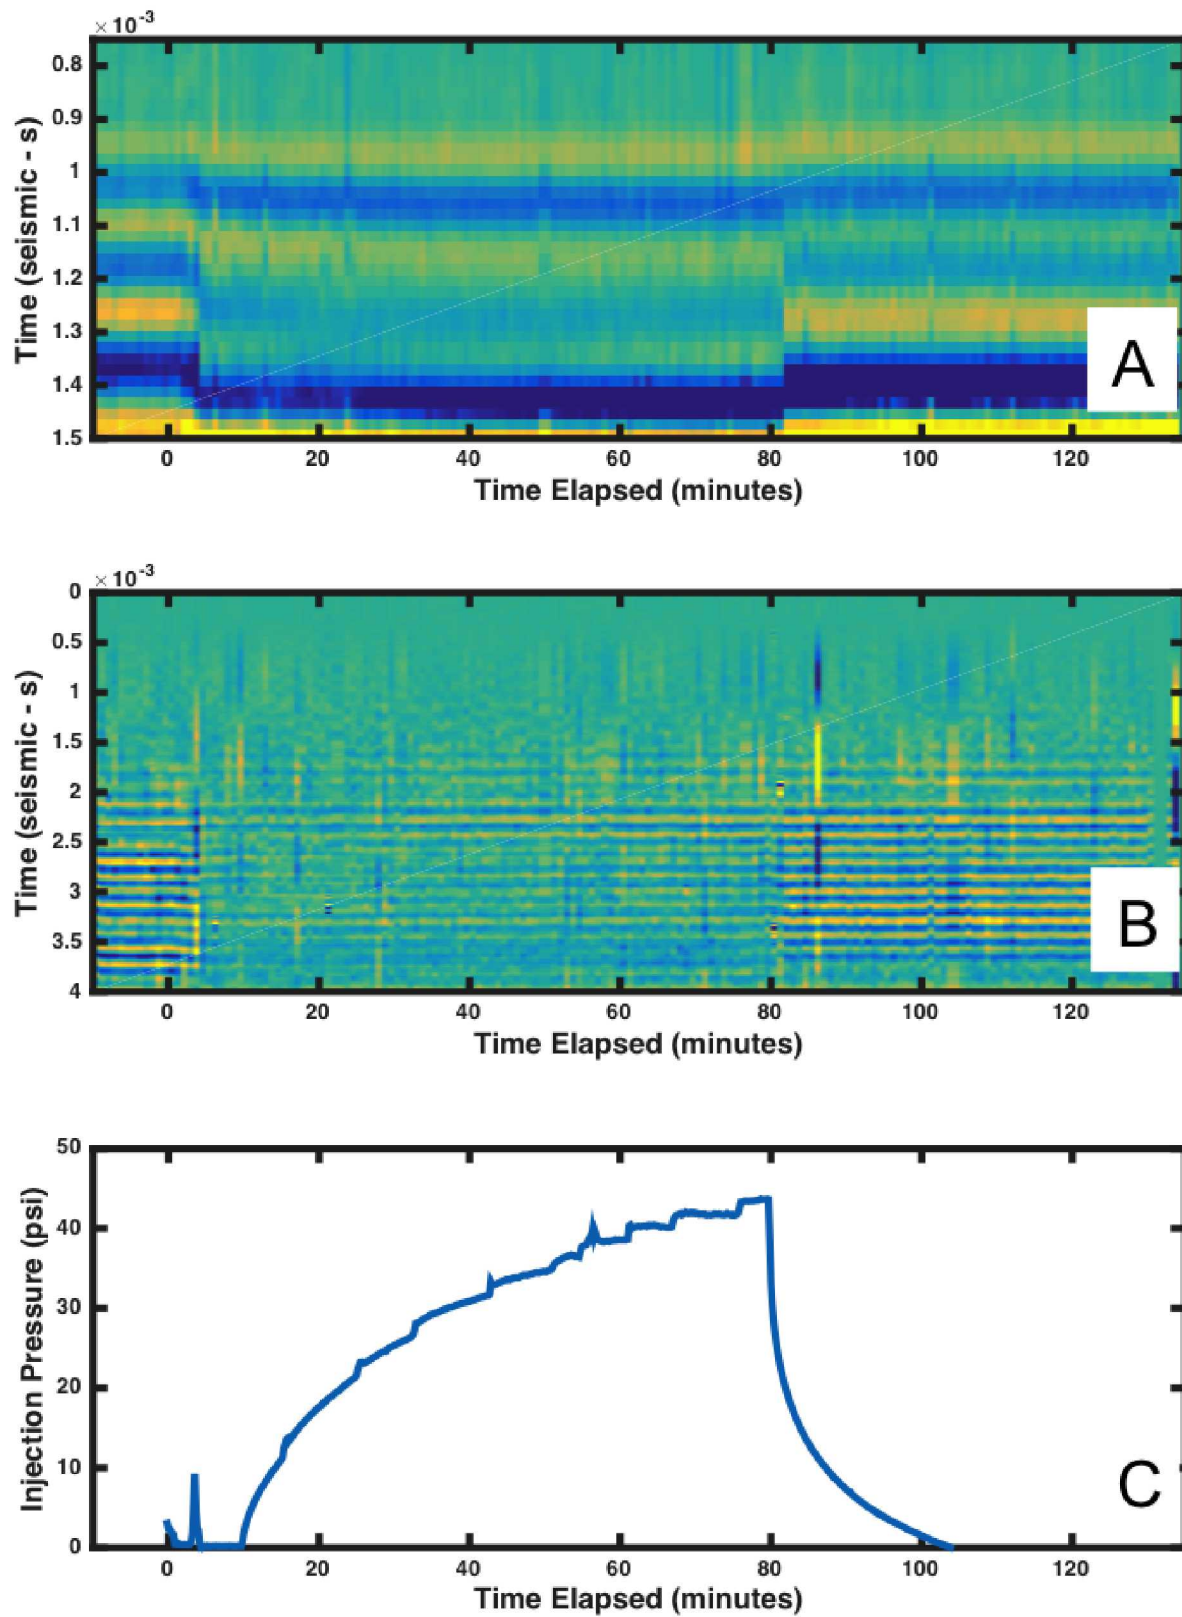 × 10-3
0.8
0.9
1
1.1
1.2
1.3
1.4
1.5
Time (seismic - s)
A
0 20 40 60 80 100 120
Time Elapsed (minutes)
× 10-3
0
0.5
1
1.5
2
2.5
3
3.5
4
Time (seismic - s)
B
0 20 40 60 80 100 120
Time Elapsed (minutes)
50
40
30
20
10
0
Injection Pressure (psi)
C
0 20 40 60 80 100 120
Time Elapsed (minutes)